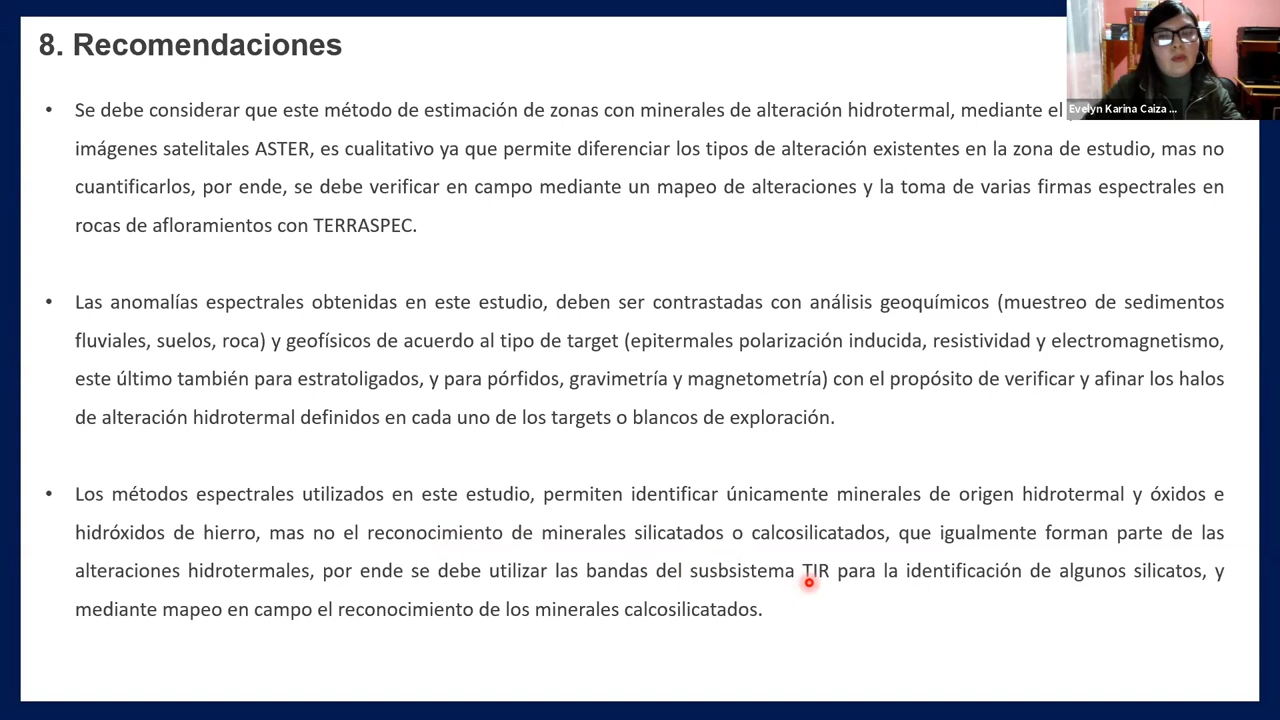 8. Recomendaciones
Evelyn Karina Caiza ...
• Se debe considerar que este método de estimación de zonas con minerales de alteración hidrotermal, mediante el
imágenes satelitales ASTER, es cualitativo ya que permite diferenciar los tipos de alteración existentes en la zona de estudio, mas no
cuantificarlos, por ende, se debe verificar en campo mediante un mapeo de alteraciones y la toma de varias firmas espectrales en
rocas de afloramientos con TERRASPEC.
• Las anomalías espectrales obtenidas en este estudio, deben ser contrastadas con análisis geoquímicos (muestreo de sedimentos
fluviales, suelos, roca) y geofísicos de acuerdo al tipo de target (epitermales polarización inducida, resistividad y electromagnetismo,
este último también para estratoligados, y para pórfidos, gravimetría y magnetometría) con el propósito de verificar y afinar los halos
de alteración hidrotermal definidos en cada uno de los targets o blancos de exploración.
• Los métodos espectrales utilizados en este estudio, permiten identificar únicamente minerales de origen hidrotermal y óxidos e
hidróxidos de hierro, mas no el reconocimiento de minerales silicatados o calcosilicatados, que igualmente forman parte de las
alteraciones hidrotermales, por ende se debe utilizar las bandas del susbsistema TIR para la identificación de algunos silicatos, y
mediante mapeo en campo el reconocimiento de los minerales calcosilicatados.